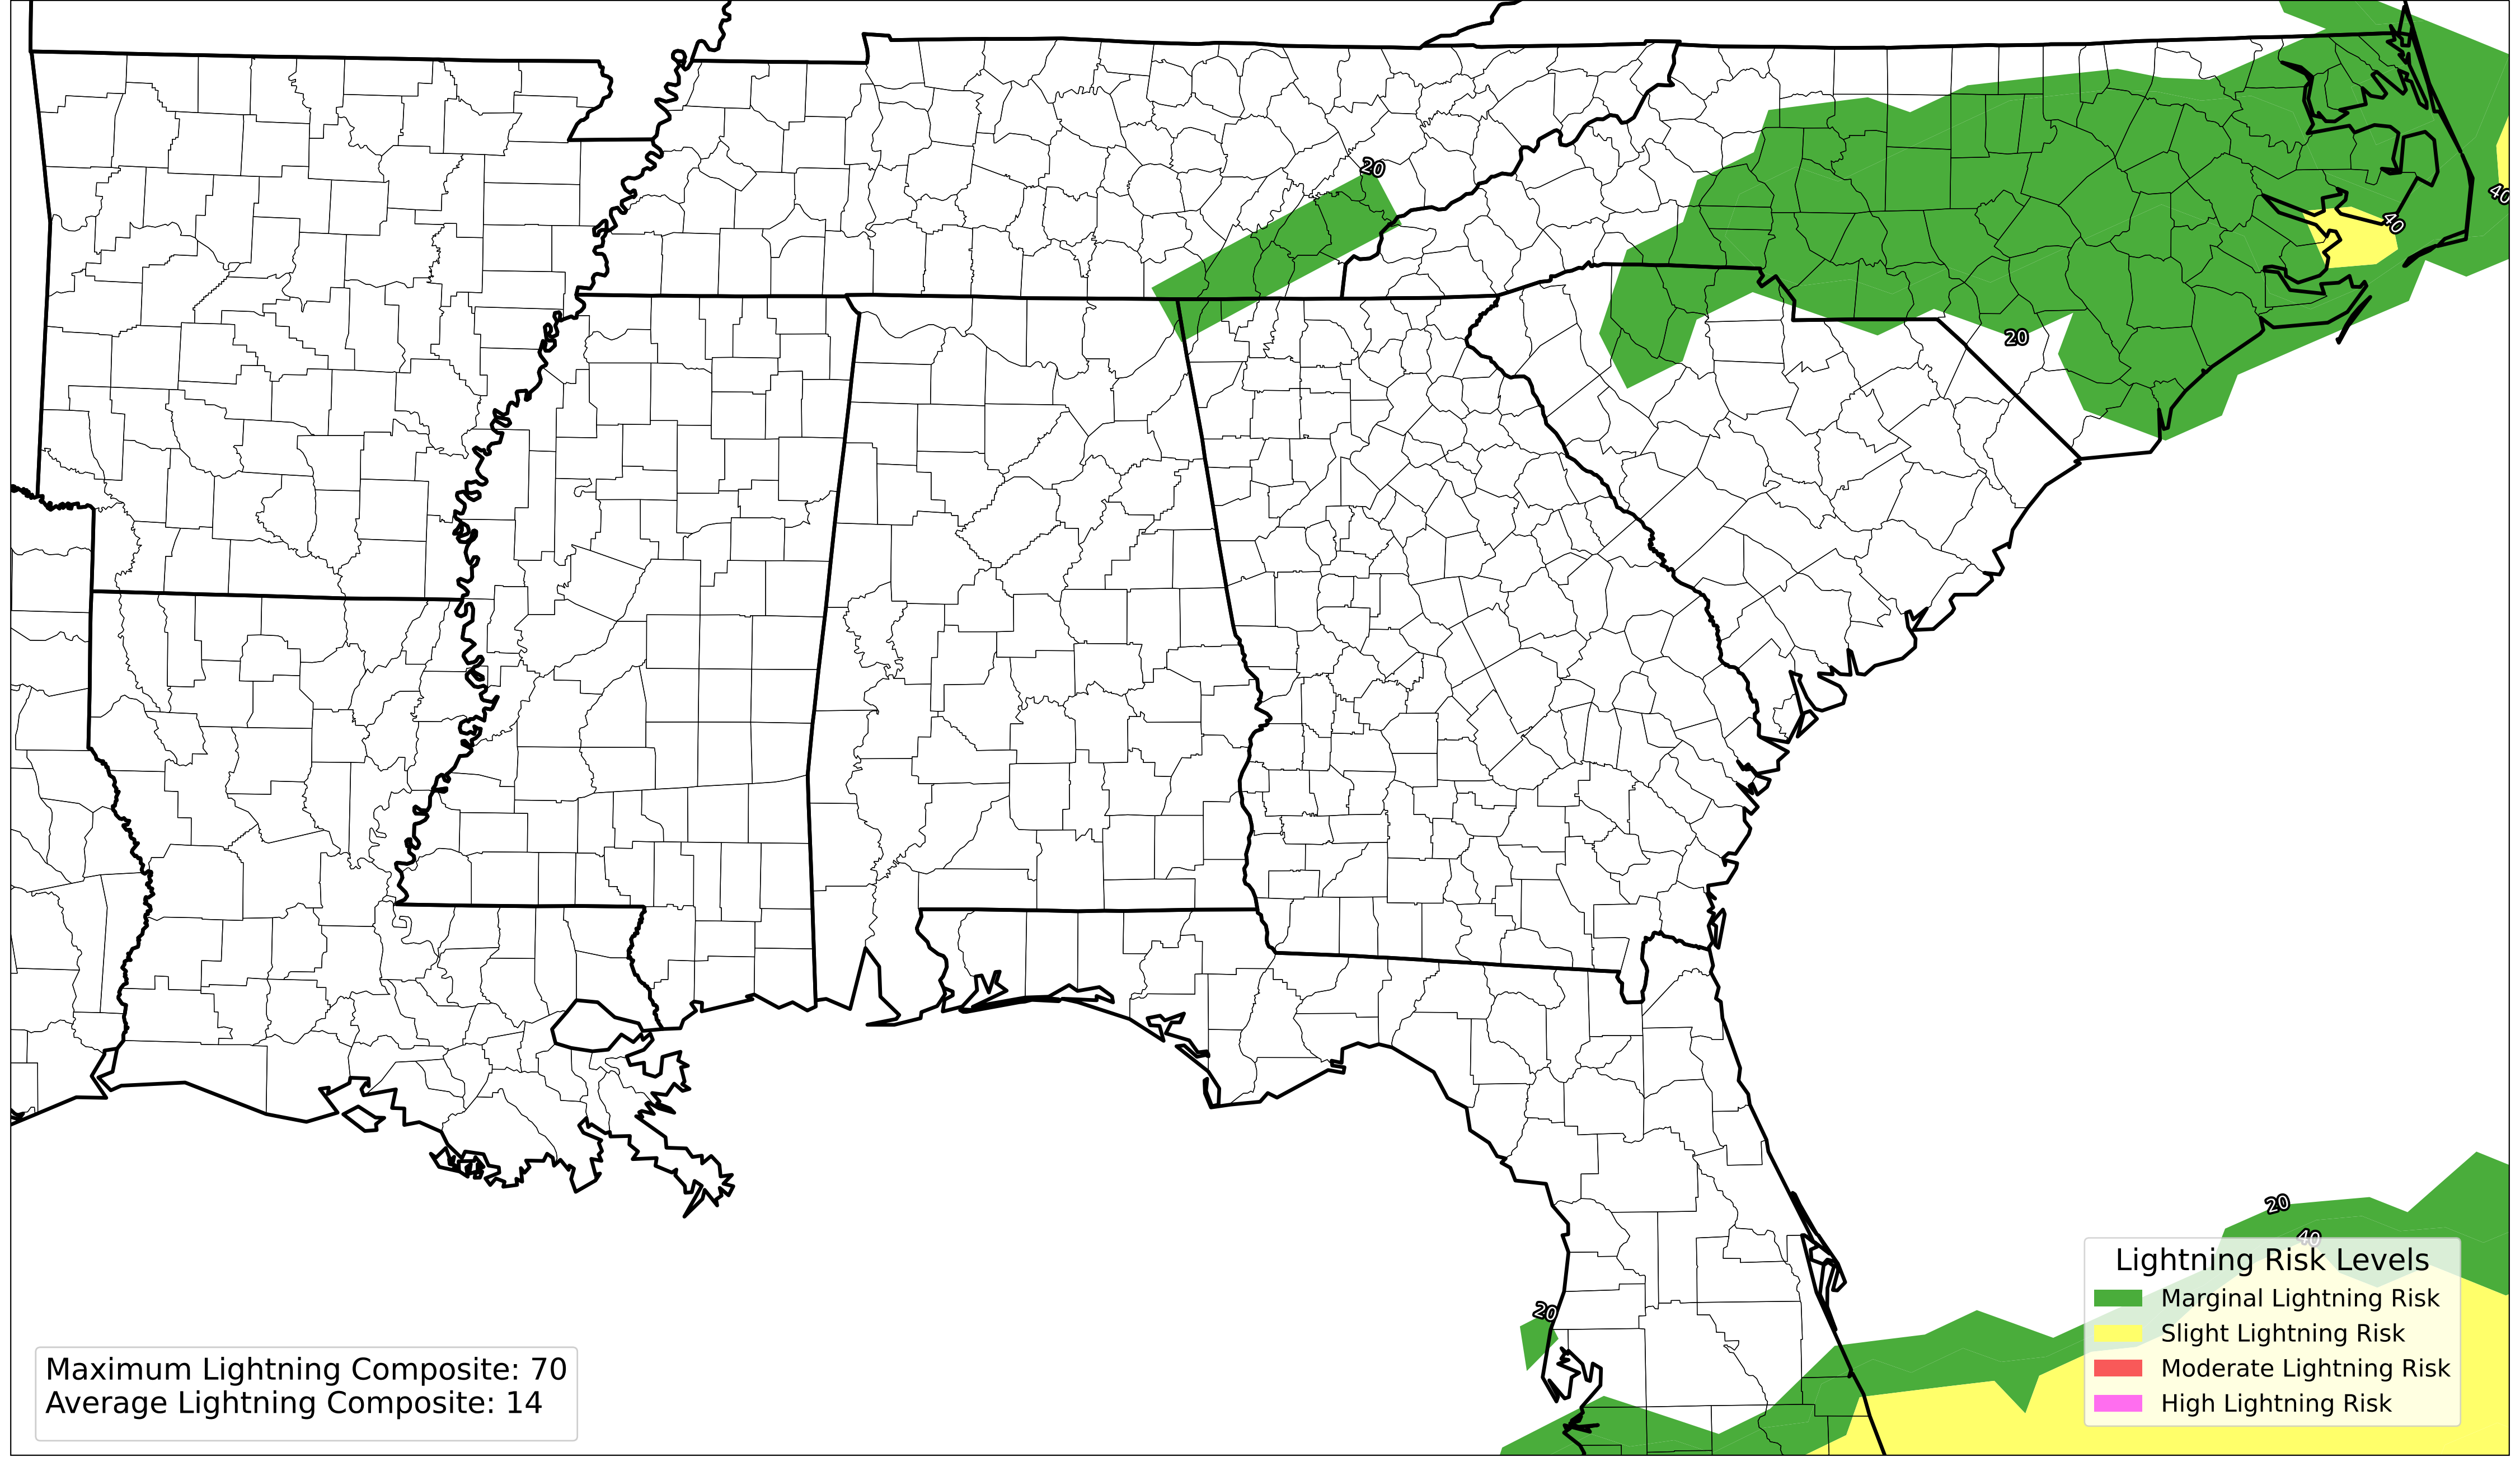 20
40
40
20
20
20
40
Lightning Risk Levels
Marginal Lightning Risk
Slight Lightning Risk
Moderate Lightning Risk
High Lightning Risk
20
Maximum Lightning Composite: 70
Average Lightning Composite: 14